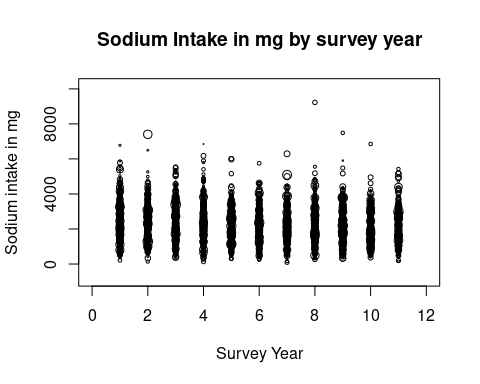 Sodium Intake in mg by survey year
Sodium intake in mg
8000
4000
0
0 2 4 6 8 10 12
Survey Year